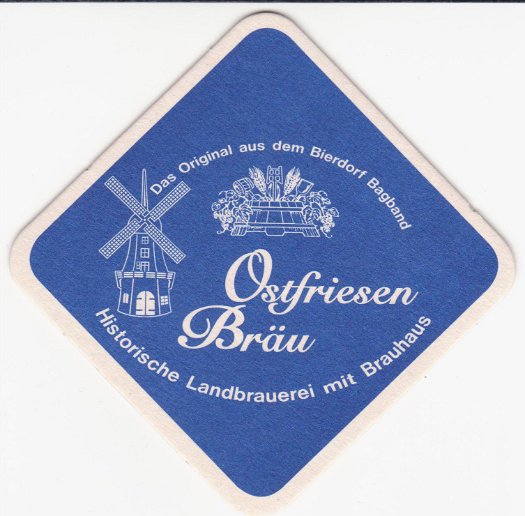 Das Original aus dem Bierdorf Bagband
Ostfriesen
Bräu
Historische Landbrauerei mit Brauhaus